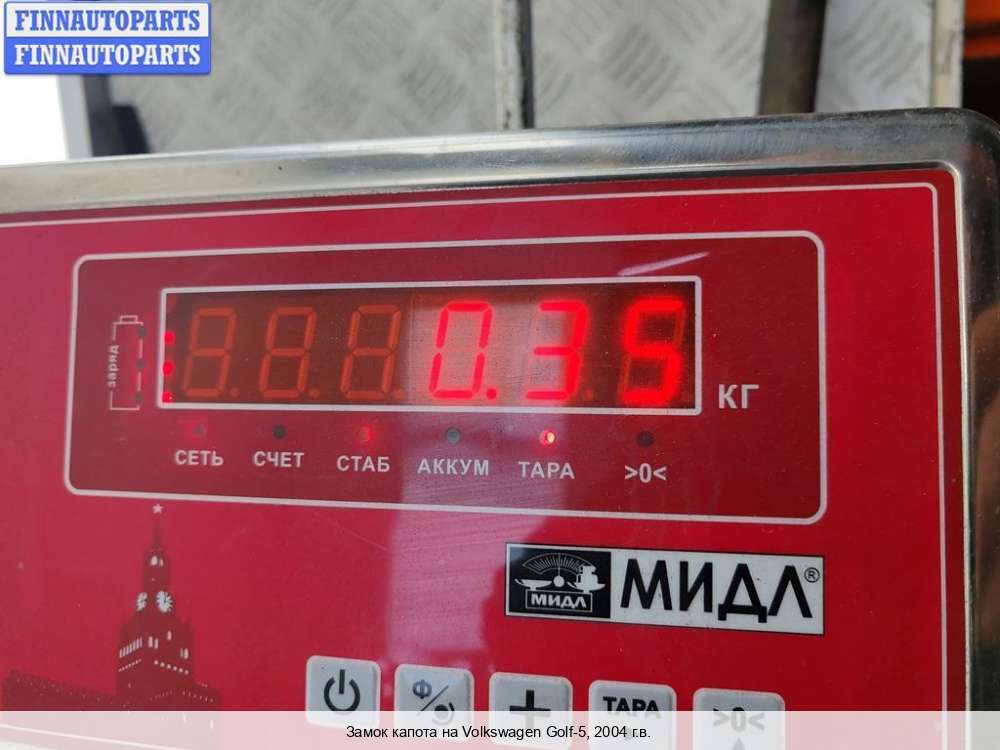 FINNAUTOPARTS
FINNAUTOPARTS
заряд
0.35
КГ
СЕТЬ СЧЕТ СТАБ АККУМ ТАРА >0<
МИДЛ МИДЛ®
Ф ТАРА >0<
Замок капота на Volkswagen Golf-5, 2004 г.в.